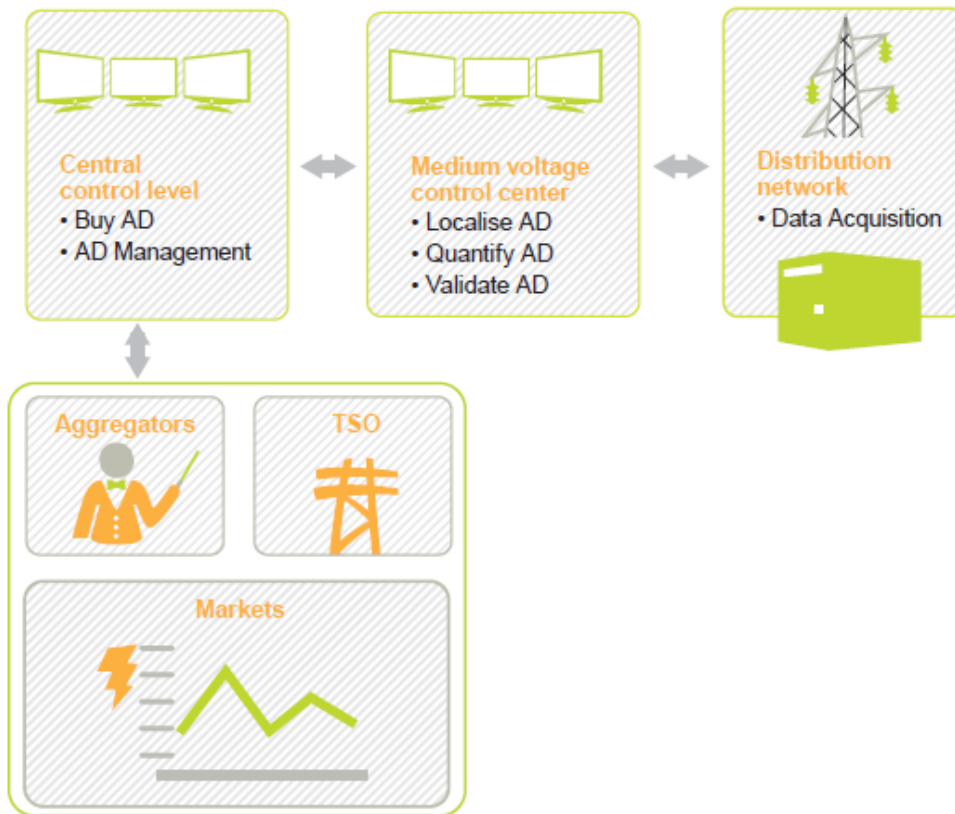 Central
control level
• Buy AD
• AD Management
Medium voltage
control center
• Localise AD
• Quantify AD
• Validate AD
Distribution
network
• Data Acquisition
Aggregators
TSO
Markets